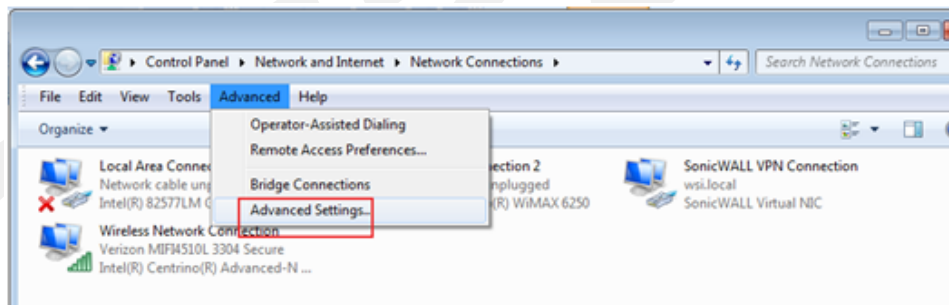 Control Panel ▸ Network and Internet ▸ Network Connections ▸
Search Network Connections
File Edit View Tools Advanced Help
Organize
Operator-Assisted Dialing
Remote Access Preferences...
Bridge Connections
Advanced Settings...
Local Area Connec
Network cable unp
Intel(R) 82577LM G
ection 2
nplugged
(R) WiMAX 6250
SonicWALL VPN Connection
wsi.local
SonicWALL Virtual NIC
Wireless Network Connection
Verizon MIFI4510L 3304 Secure
Intel(R) Centrino(R) Advanced-N ...